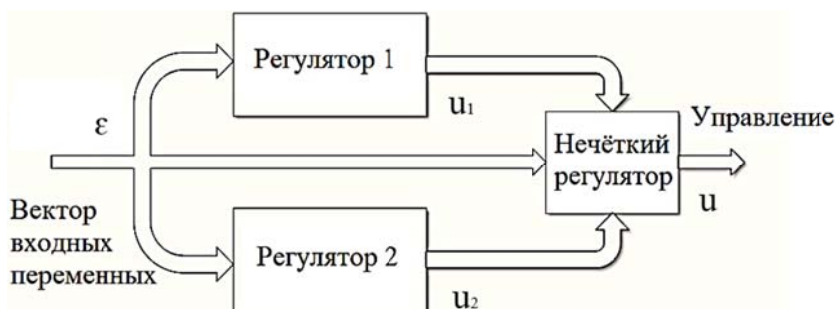 Регулятор 1
u1
Управление
ε
Нечёткий
регулятор
u
Вектор
входных
переменных
Регулятор 2
u2